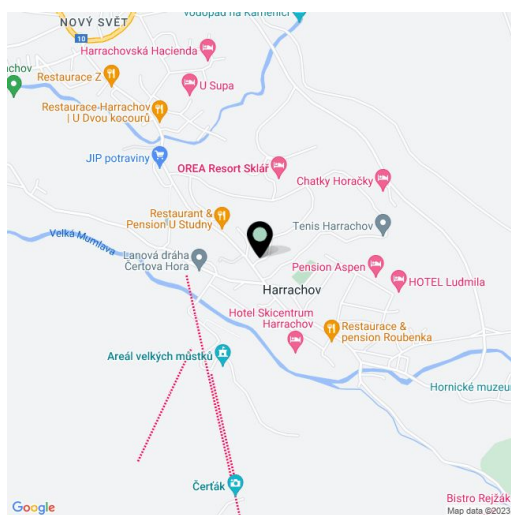 vodopád na Kamenici
NOVÝ SVĚT
10
Harrachovská Hacienda
Restaurace Z
achov
U Supa
Restaurace-Harrachov
| U Dvou kocourů
JIP potraviny
OREA Resort Sklář
Chatky Horačky
Restaurant &
Pension U Studny
Tenis Harrachov
Velká Mumlava
Lanová dráha
Čertova Hora
Pension Aspen
HOTEL Ludmila
Harrachov
Hotel Skicentrum
Harrachov
Restaurace &
pension Roubenka
Areál velkých můstků
Hornické muzeu
Čerťák
Bistro Rejžák
Google
Map data ©2023